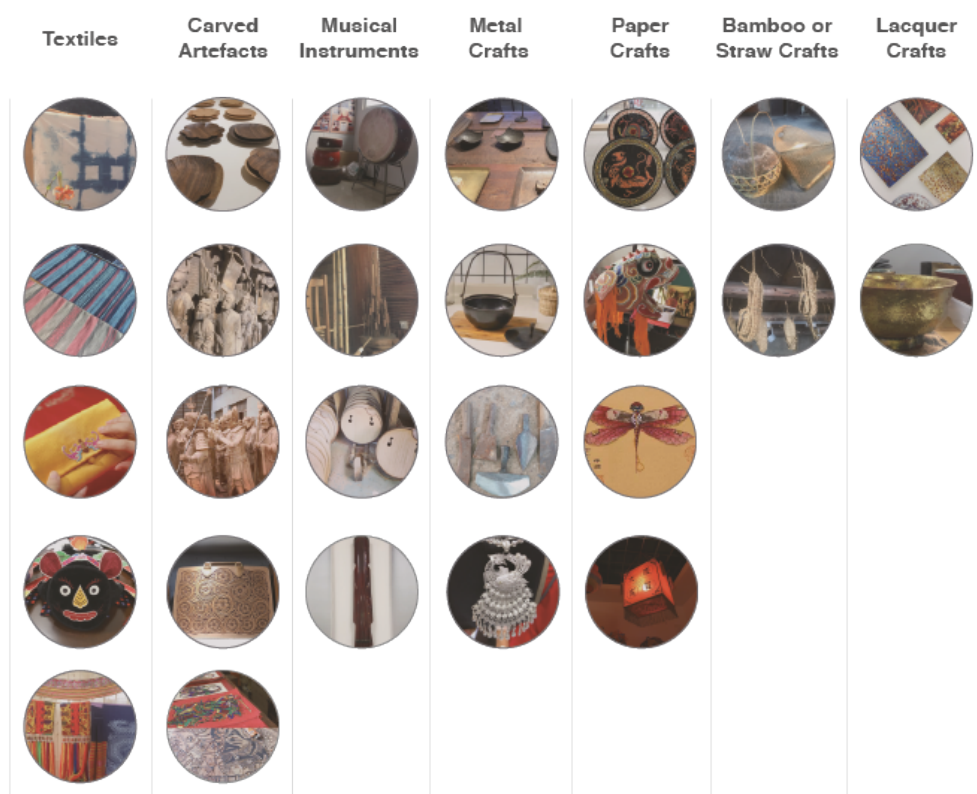 Textiles
Carved
Artefacts
Musical
Instruments
Metal
Crafts
Paper
Crafts
Bamboo or
Straw Crafts
Lacquer
Crafts